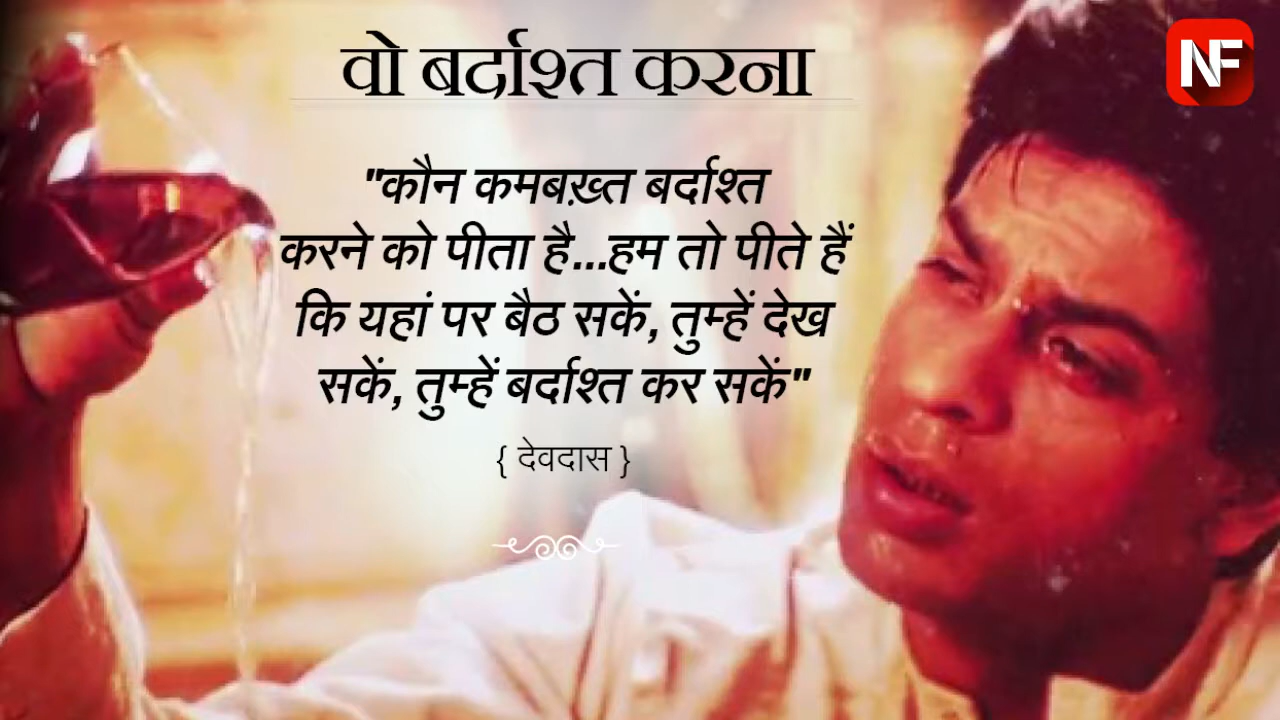 वो बर्दाश्त करना
NF
"कौन कमबख़्त बर्दाश्त
करने को पीता है...हम तो पीते हैं
कि यहां पर बैठ सकें, तुम्हें देख
सकें, तुम्हें बर्दाश्त कर सकें"
{ देवदास }